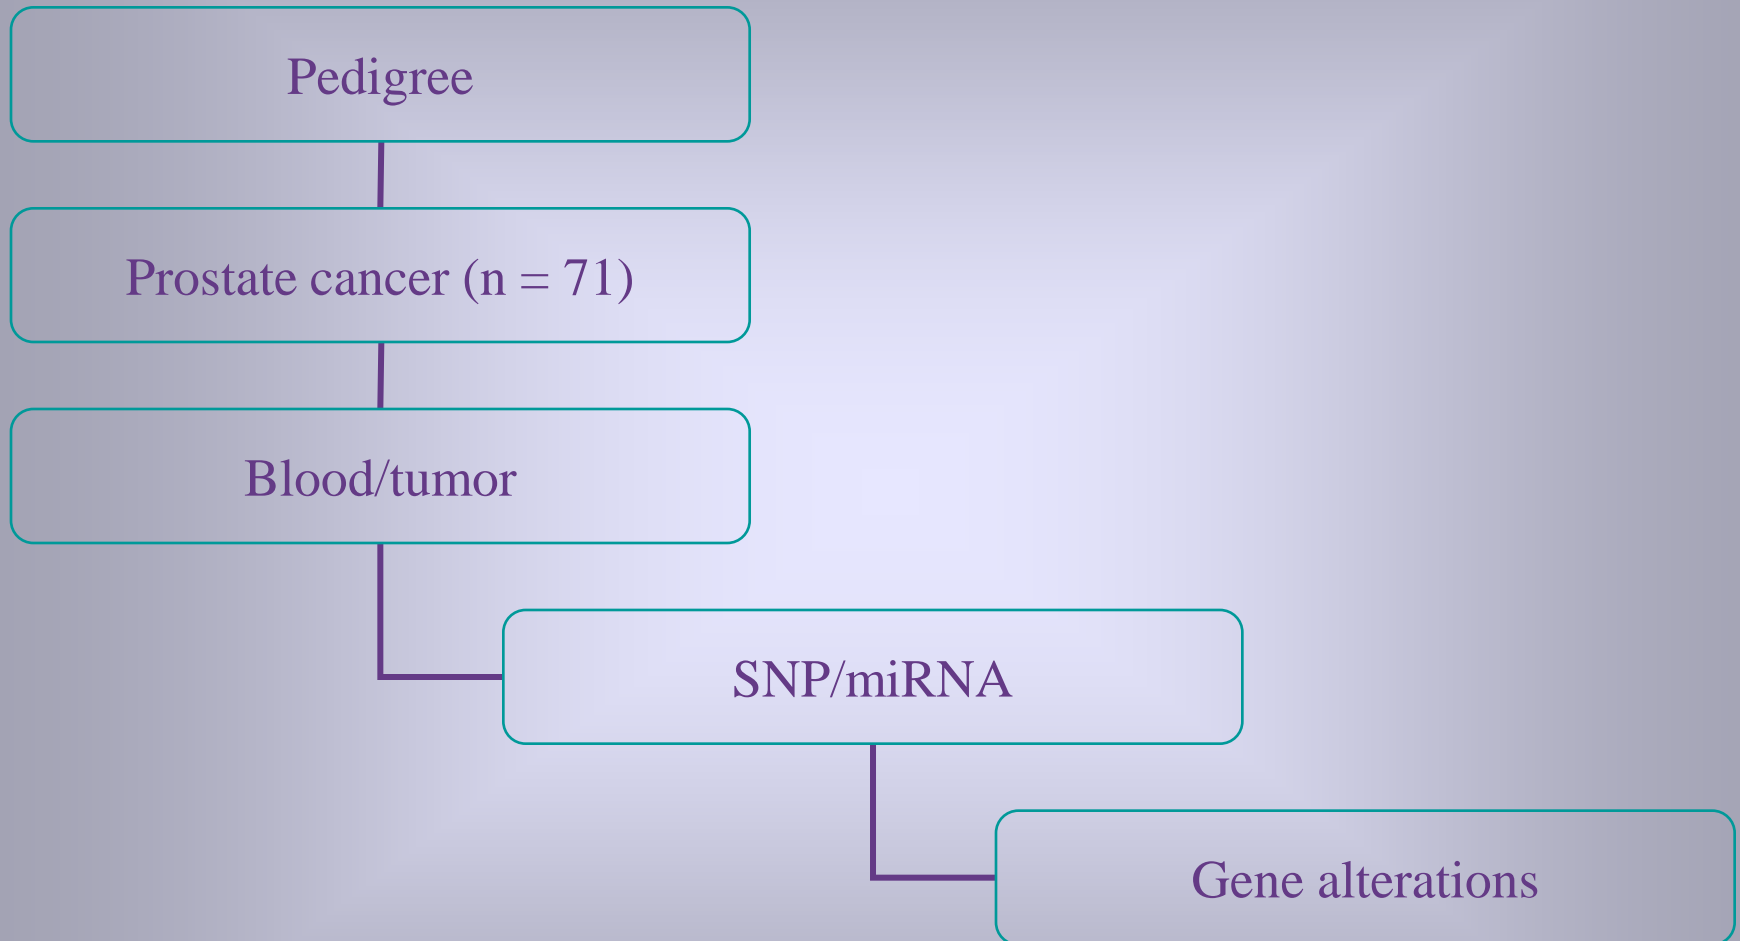 Pedigree
Prostate cancer (n = 71)
Blood/tumor
SNP/miRNA
Gene alterations